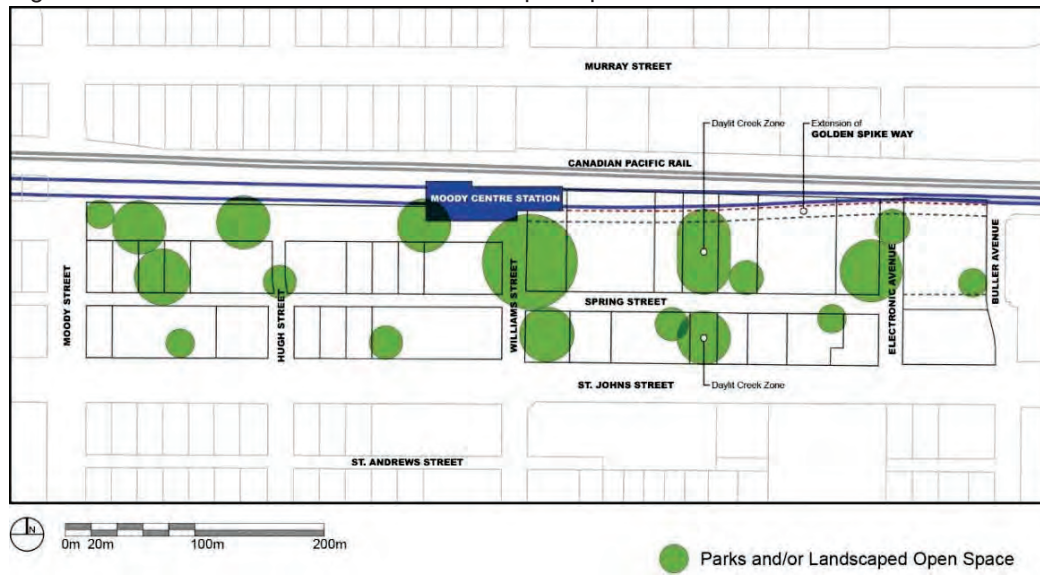 MURRAY STREET
Daylit Creek Zone
Extension of
GOLDEN SPIKE WAY
CANADIAN PACIFIC RAIL
MOODY CENTRE STATION
MOODY STREET
HUGH STREET
WILLIAMS STREET
SPRING STREET
ELECTRONIC AVENUE
BULLER AVENUE
ST. JOHNS STREET
Daylit Creek Zone
ST. ANDREWS STREET
N
0m 20m 100m 200m
Parks and/or Landscaped Open Space